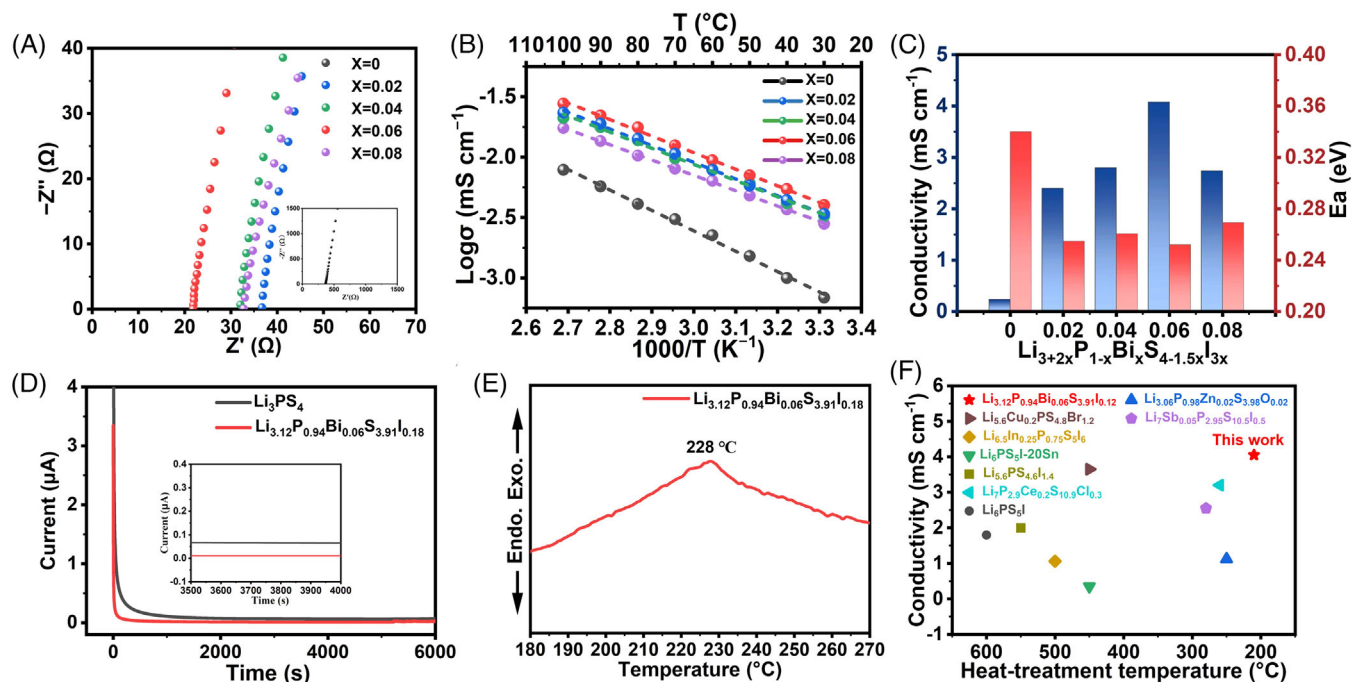 (A)
40
30
20
10
0
−Z'' (Ω)
X=0
X=0.02
X=0.04
X=0.06
X=0.08
1500
1000
500
0
-Z'' (Ω)
0 500 1000 1500
Z'(Ω)
0 10 20 30 40 50 60 70
Z' (Ω)
(B)
T (°C)
110 100 90 80 70 60 50 40 30 20
-1.5
-2.0
-2.5
-3.0
Logσ (mS cm⁻¹)
X=0
X=0.02
X=0.04
X=0.06
X=0.08
2.6 2.7 2.8 2.9 3.0 3.1 3.2 3.3 3.4
1000/T (K⁻¹)
(C)
5
4
3
2
1
0
Conductivity (mS cm⁻¹)
0.40
0.36
0.32
0.28
0.24
0.20
Ea (eV)
0 0.02 0.04 0.06 0.08
Li₃₊₂ₓP₁₋ₓBiₓS₄₋₁.₅ₓI₃ₓ
(D)
4
3
2
1
0
Current (μA)
Li₃PS₄
Li₃.₁₂P₀.₉₄Bi₀.₀₆S₃.₉₁I₀.₁₈
0.4
0.3
0.2
0.1
0.0
-0.1
Current (μA)
3500 3600 3700 3800 3900 4000
Time (s)
0 2000 4000 6000
Time (s)
(E)
Endo. Exo.
Li₃.₁₂P₀.₉₄Bi₀.₀₆S₃.₉₁I₀.₁₈
228 °C
180 190 200 210 220 230 240 250 260 270
Temperature (°C)
(F)
6
5
4
3
2
1
0
-1
Conductivity (mS cm⁻¹)
Li₃.₁₂P₀.₉₄Bi₀.₀₆S₃.₉₁I₀.₁₂
Li₃.₀₆P₀.₉₈Zn₀.₀₂S₃.₉₈O₀.₀₂
Li₅.₆Cu₀.₂PS₄.₈Br₁.₂
Li₇Sb₀.₀₅P₂.₉₅S₁₀.₅I₀.₅
Li₆.₅In₀.₂₅P₀.₇₅S₅I₆
This work
Li₆PS₅I-20Sn
Li₅.₆PS₄.₆I₁.₄
Li₇P₂.₉Ce₀.₂S₁₀.₉Cl₀.₃
Li₆PS₅I
600 500 400 300 200
Heat-treatment temperature (°C)